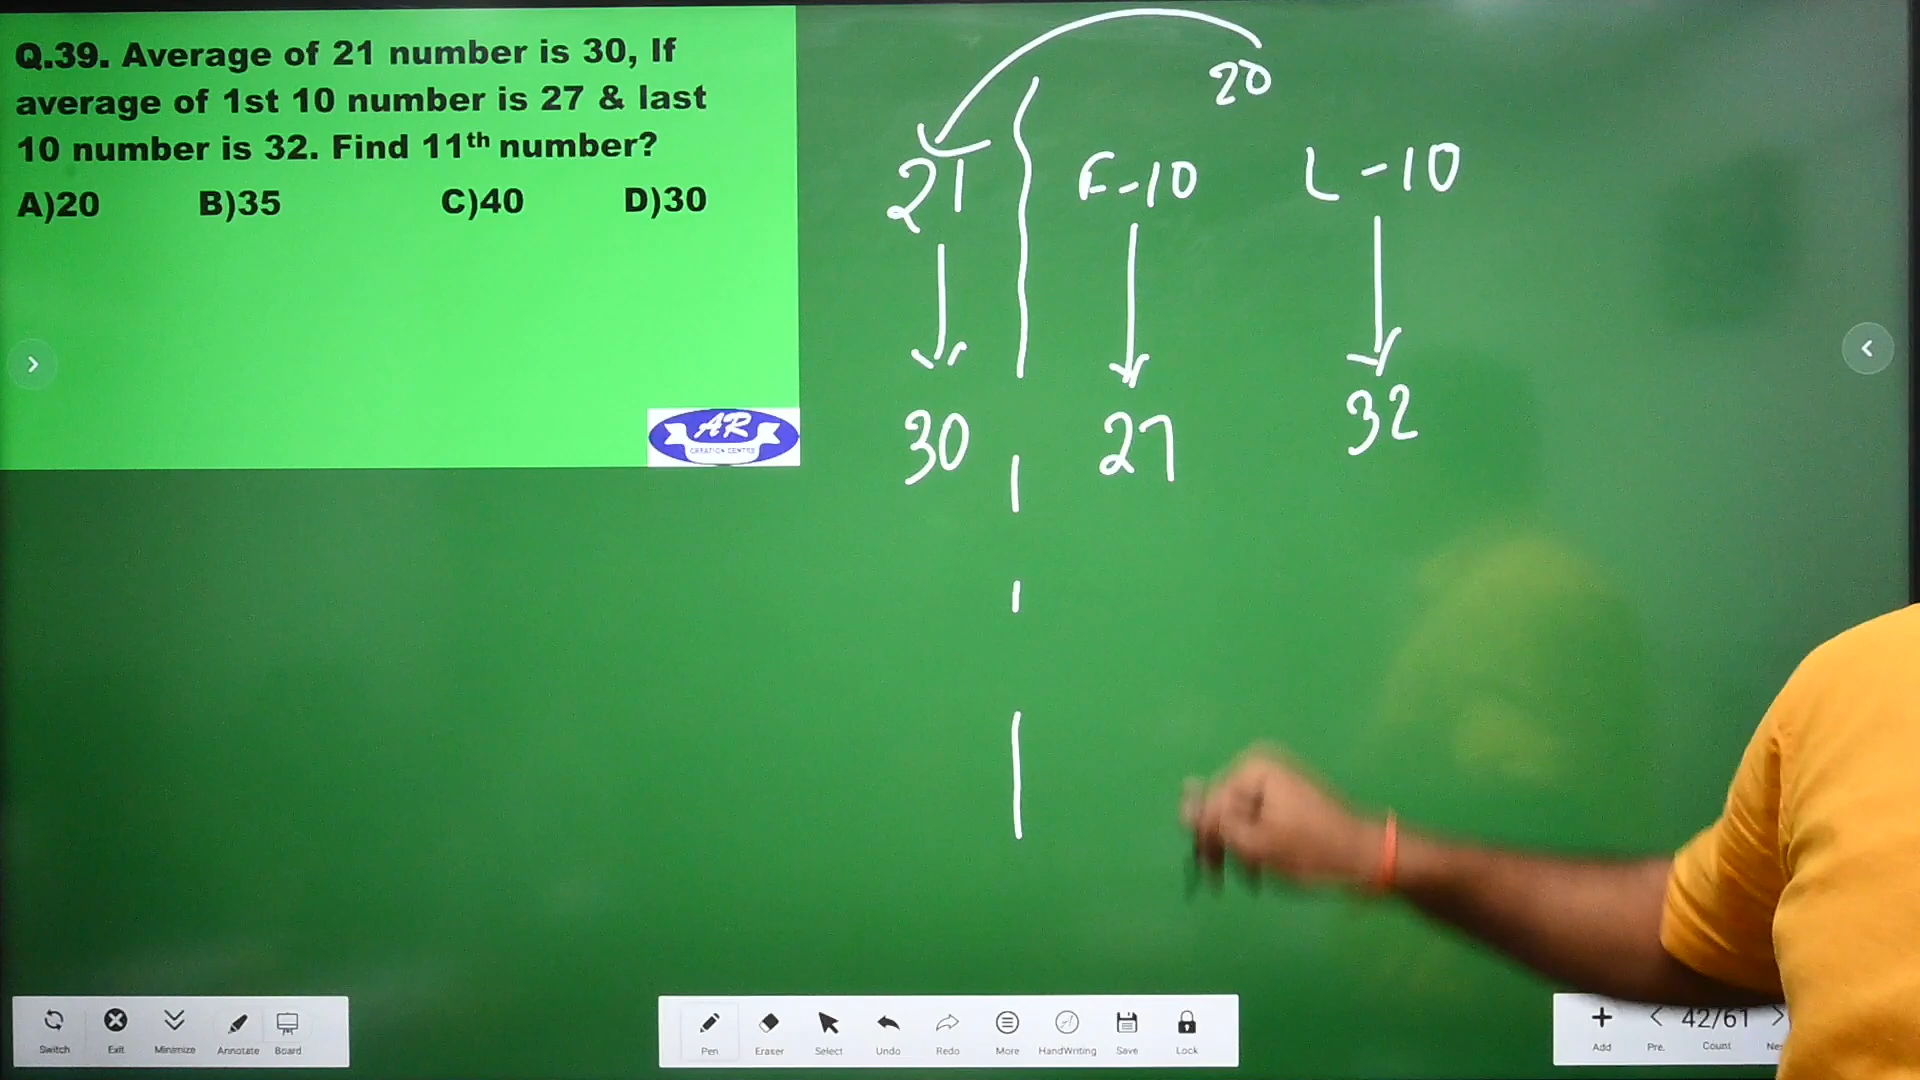 Q.39. Average of 21 number is 30, If
average of 1st 10 number is 27 & last
10 number is 32. Find 11th number?
A)20 B)35 C)40 D)30
AR
CREATION CENTRE
20
21 F-10 L-10
30 27 32
Switch Exit Minimize Annotate Board
Pen Eraser Select Undo Redo More HandWriting Save Lock
42/61
Add Pre. Count